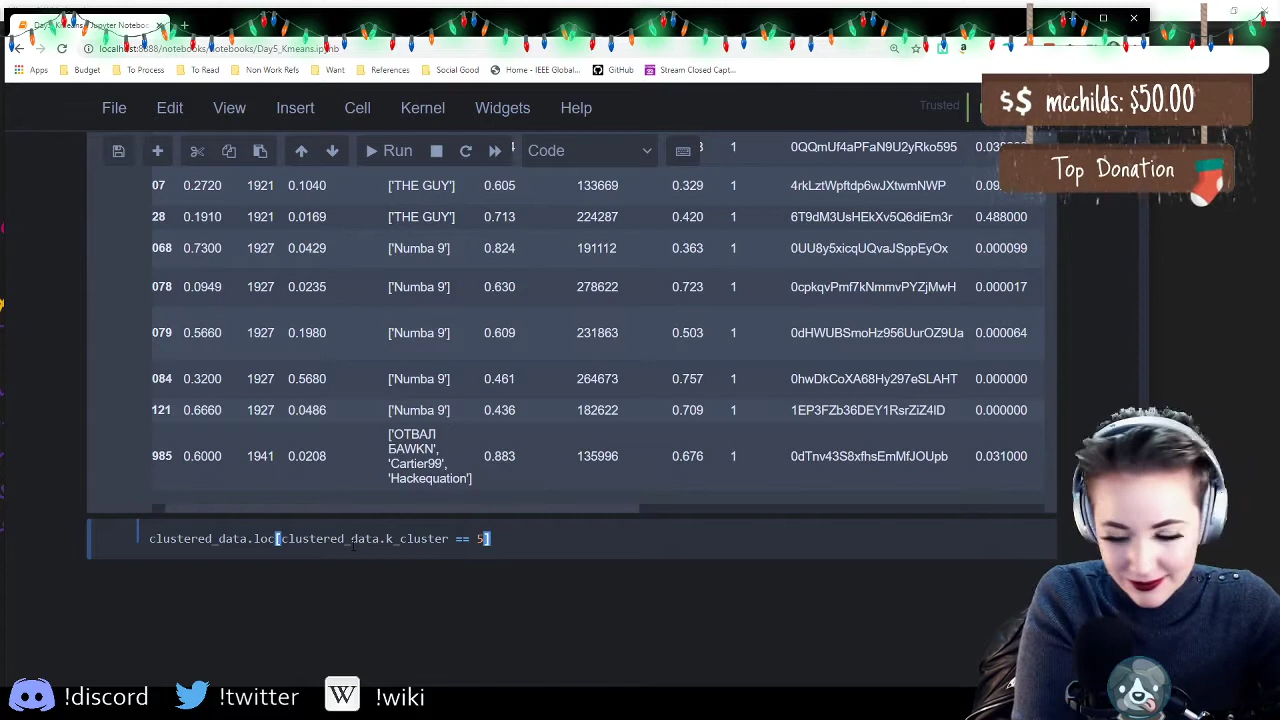 localhost:8888/notebooks/notebooks/Day5_Kmeans.ipynb
Apps Budget To Process To Read Non Work Refs Want References Social Good Home - IEEE Global... GitHub Stream Closed Capt...
File Edit View Insert Cell Kernel Widgets Help Trusted
$$ mcchilds: $50.00
Top Donation
Run Code
1 0QQmUf4aPFaN9U2yRko595
07 0.2720 1921 0.1040 ['THE GUY'] 0.605 133669 0.329 1 4rkLztWpftdp6wJXtwmNWP
28 0.1910 1921 0.0169 ['THE GUY'] 0.713 224287 0.420 1 6T9dM3UsHEkXv5Q6diEm3r 0.488000
068 0.7300 1927 0.0429 ['Numba 9'] 0.824 191112 0.363 1 0UU8y5xicqUQvaJSppEyOx 0.000099
078 0.0949 1927 0.0235 ['Numba 9'] 0.630 278622 0.723 1 0cpkqvPmf7kNmmvPYZjMwH 0.000017
079 0.5660 1927 0.1980 ['Numba 9'] 0.609 231863 0.503 1 0dHWUBSmoHz956UurOZ9Ua 0.000064
084 0.3200 1927 0.5680 ['Numba 9'] 0.461 264673 0.757 1 0hwDkCoXA68Hy297eSLAHT 0.000000
121 0.6660 1927 0.0486 ['Numba 9'] 0.436 182622 0.709 1 1EP3FZb36DEY1RsrZiZ4ID 0.000000
985 0.6000 1941 0.0208 ['ОТВАЛ БАWKN', 'Cartier99', 'Hackequation'] 0.883 135996 0.676 1 0dTnv43S8xfhsEmMfJOUpb 0.031000
clustered_data.loc[clustered_data.k_cluster == 5]
!discord !twitter W !wiki